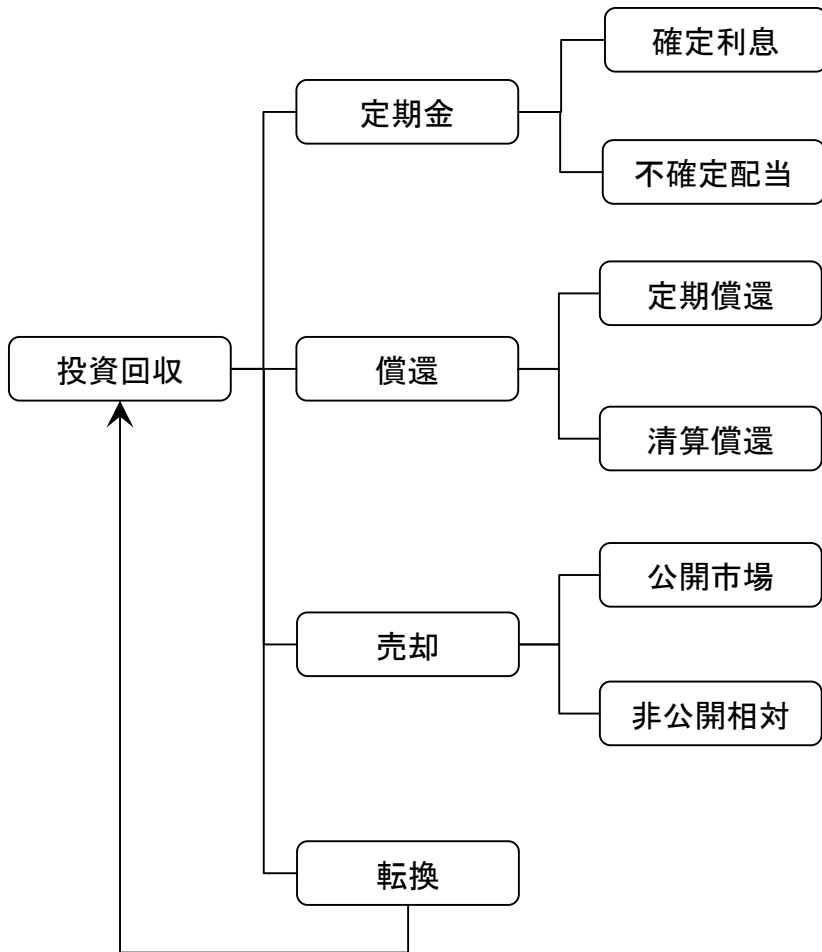 投資回収
定期金
確定利息
不確定配当
償還
定期償還
清算償還
売却
公開市場
非公開相対
転換